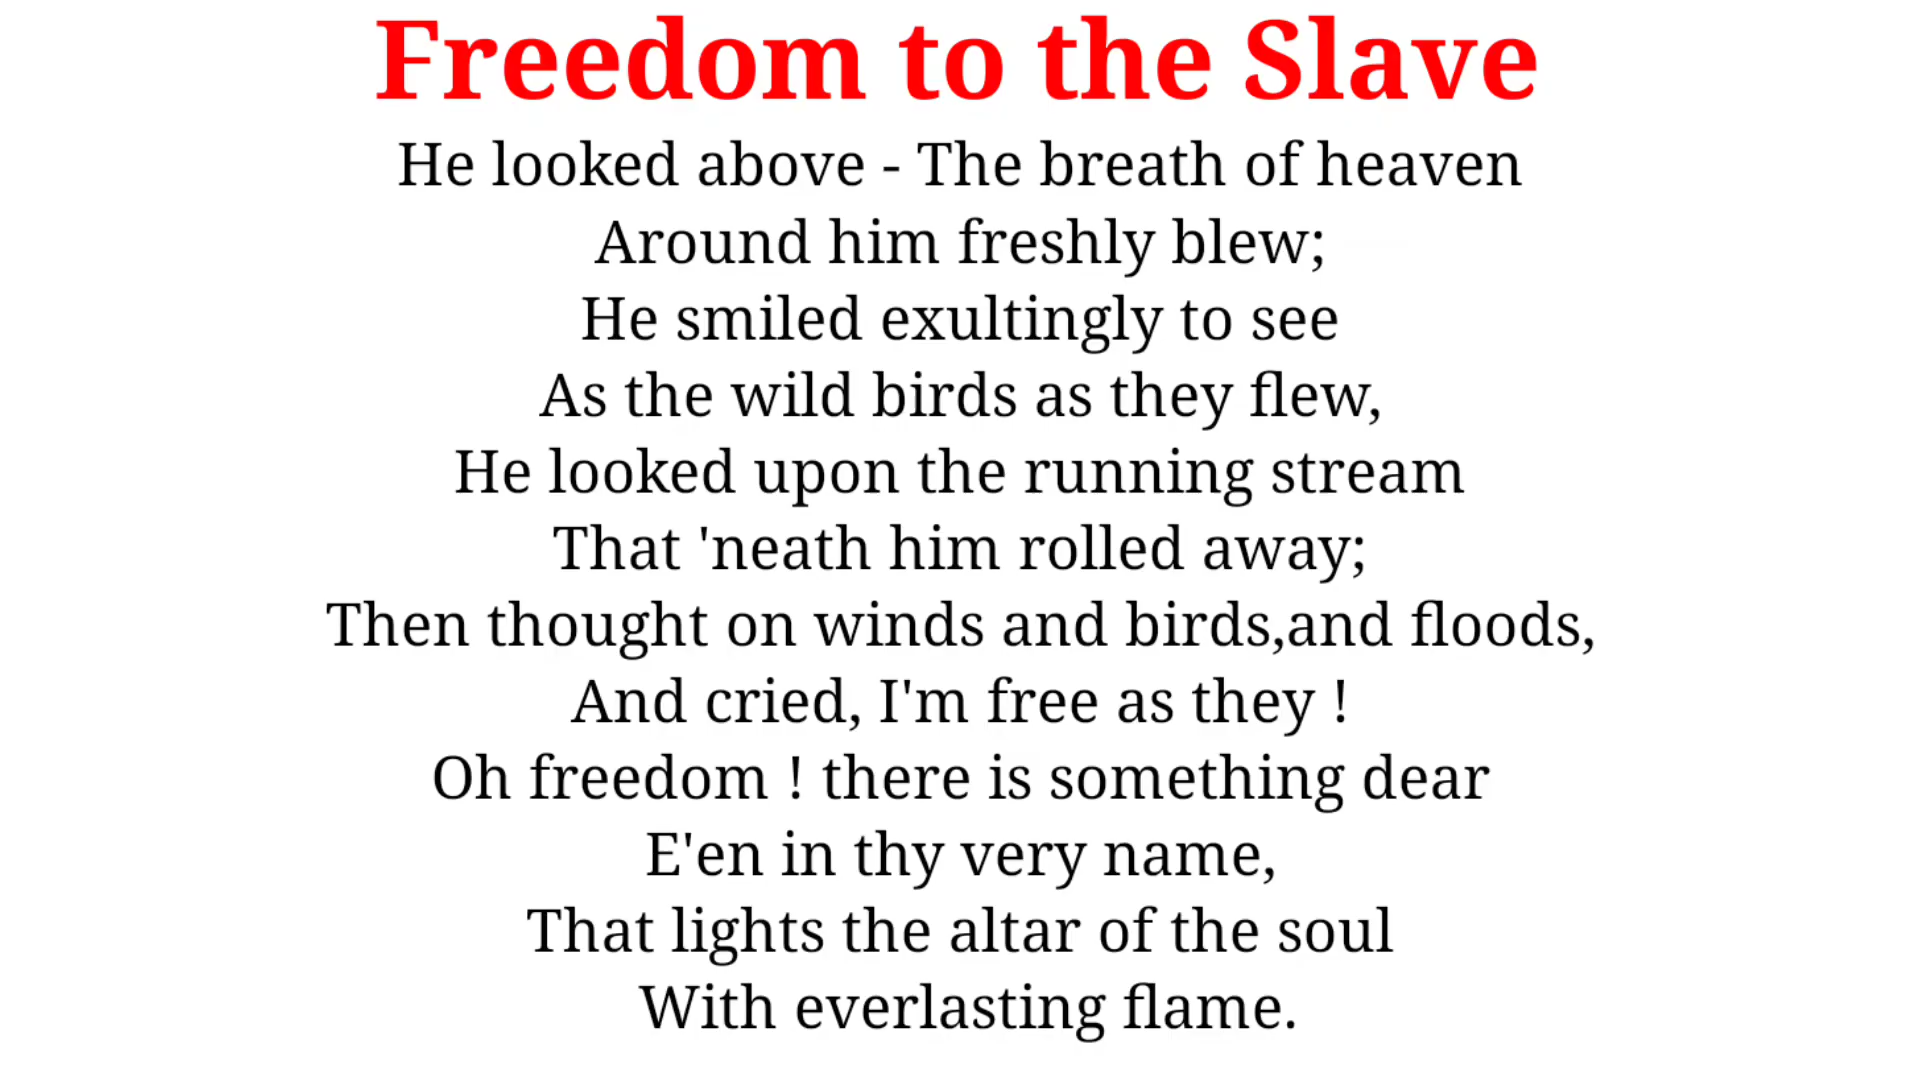 Freedom to the Slave
He looked above - The breath of heaven
Around him freshly blew;
He smiled exultingly to see
As the wild birds as they flew,
He looked upon the running stream
That 'neath him rolled away;
Then thought on winds and birds,and floods,
And cried, I'm free as they !
Oh freedom ! there is something dear
E'en in thy very name,
That lights the altar of the soul
With everlasting flame.